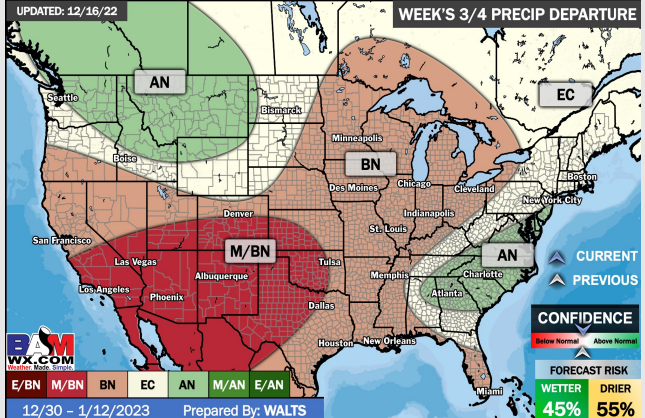 UPDATED: 12/16/22
WEEK'S 3/4 PRECIP DEPARTURE
AN
EC
Seattle
Bismarck
Minneapolis
Boise
BN
Boston
Des Moines
Chicago
Cleveland
New York City
Denver
Indianapolis
St. Louis
San Francisco
M/BN
AN
CURRENT
Las Vegas
Tulsa
Albuquerque
Memphis
Charlotte
PREVIOUS
Los Angeles
Phoenix
Atlanta
Dallas
CONFIDENCE
Below Normal
Above Normal
Houston
New Orleans
BAM
WX.COM
Weather. Made. Simple.
FORECAST RISK
E/BN
M/BN
BN
EC
AN
M/AN
E/AN
Miami
WETTER
DRIER
45%
55%
12/30 – 1/12/2023
Prepared By: WALTS